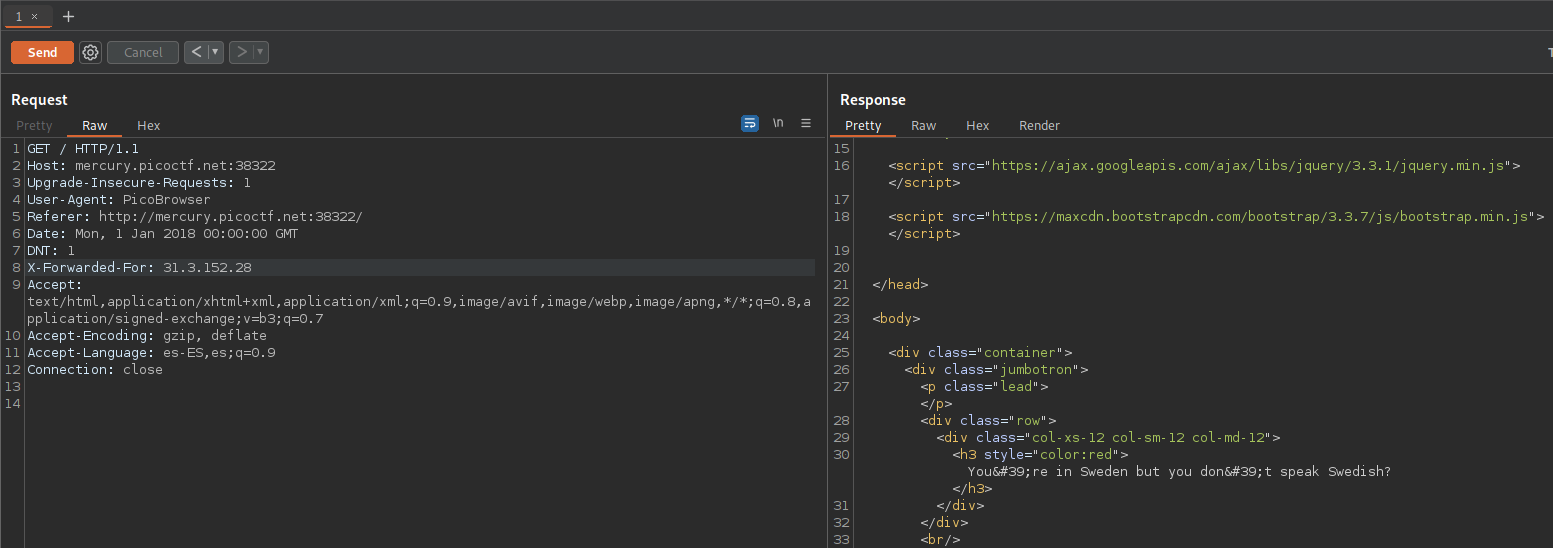 1 × +
Send Cancel < ▼ > ▼
Request
Pretty Raw Hex \n
1 GET / HTTP/1.1
2 Host: mercury.picoctf.net:38322
3 Upgrade-Insecure-Requests: 1
4 User-Agent: PicoBrowser
5 Referer: http://mercury.picoctf.net:38322/
6 Date: Mon, 1 Jan 2018 00:00:00 GMT
7 DNT: 1
8 X-Forwarded-For: 31.3.152.28
9 Accept:
text/html,application/xhtml+xml,application/xml;q=0.9,image/avif,image/webp,image/apng,*/*;q=0.8,a
pplication/signed-exchange;v=b3;q=0.7
10 Accept-Encoding: gzip, deflate
11 Accept-Language: es-ES,es;q=0.9
12 Connection: close
13
14
Response
Pretty Raw Hex Render
15
16 <script src="https://ajax.googleapis.com/ajax/libs/jquery/3.3.1/jquery.min.js">
</script>
17
18 <script src="https://maxcdn.bootstrapcdn.com/bootstrap/3.3.7/js/bootstrap.min.js">
</script>
19
20
21 </head>
22
23 <body>
24
25 <div class="container">
26 <div class="jumbotron">
27 <p class="lead">
</p>
28 <div class="row">
29 <div class="col-xs-12 col-sm-12 col-md-12">
30 <h3 style="color:red">
You&#39;re in Sweden but you don&#39;t speak Swedish?
</h3>
31 </div>
32 </div>
33 <br/>